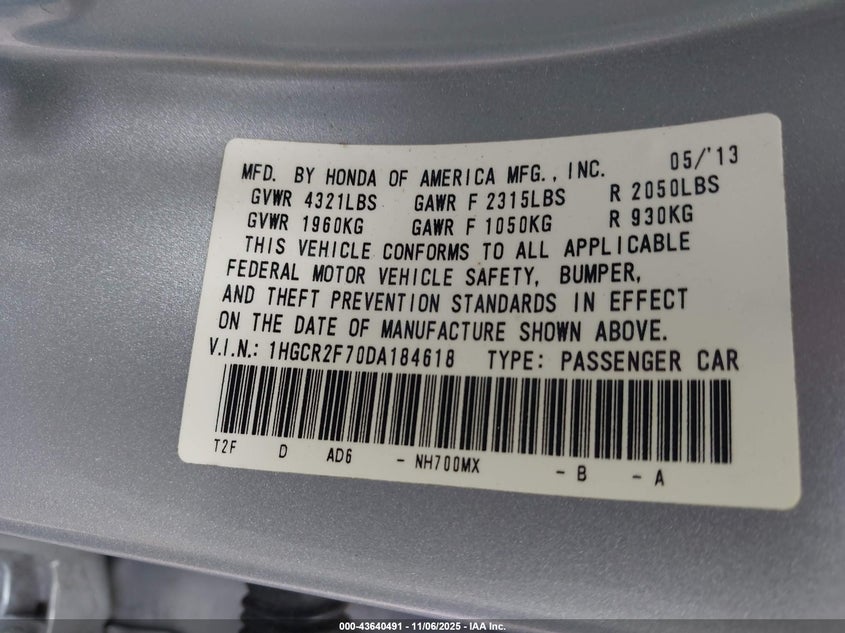 MFD. BY HONDA OF AMERICA MFG., INC. 05/'13
GVWR 4321LBS GAWR F 2315LBS R 2050LBS
GVWR 1960KG GAWR F 1050KG R 930KG
THIS VEHICLE CONFORMS TO ALL APPLICABLE
FEDERAL MOTOR VEHICLE SAFETY, BUMPER,
AND THEFT PREVENTION STANDARDS IN EFFECT
ON THE DATE OF MANUFACTURE SHOWN ABOVE.
V.I.N.: 1HGCR2F70DA184618 TYPE: PASSENGER CAR
T2F D AD6 - NH700MX - B - A
000-43640491 - 11/06/2025 - IAA Inc.